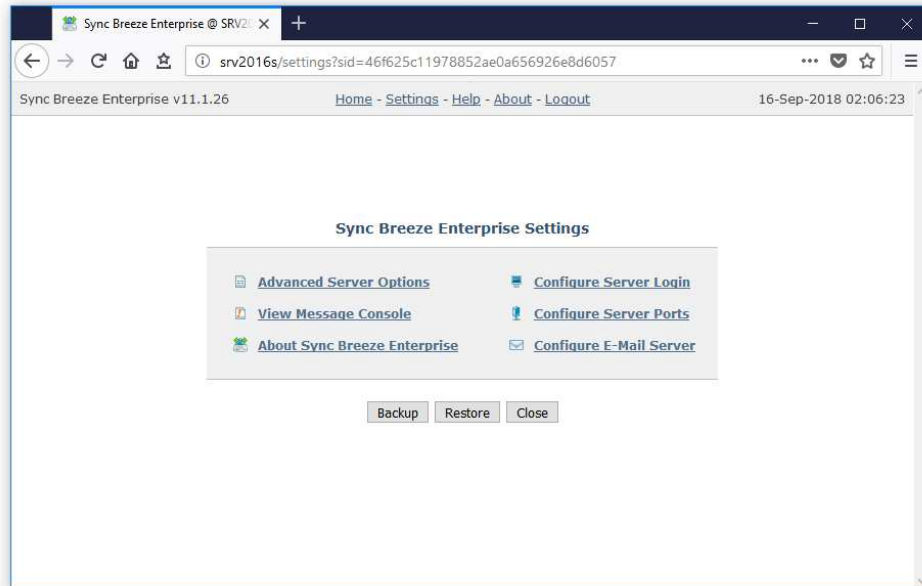 Sync Breeze Enterprise @ SRV20
srv2016s/settings?sid=46f625c11978852ae0a656926e8d6057
Sync Breeze Enterprise v11.1.26 Home - Settings - Help - About - Logout 16-Sep-2018 02:06:23
Sync Breeze Enterprise Settings
Advanced Server Options Configure Server Login
View Message Console Configure Server Ports
About Sync Breeze Enterprise Configure E-Mail Server
Backup Restore Close